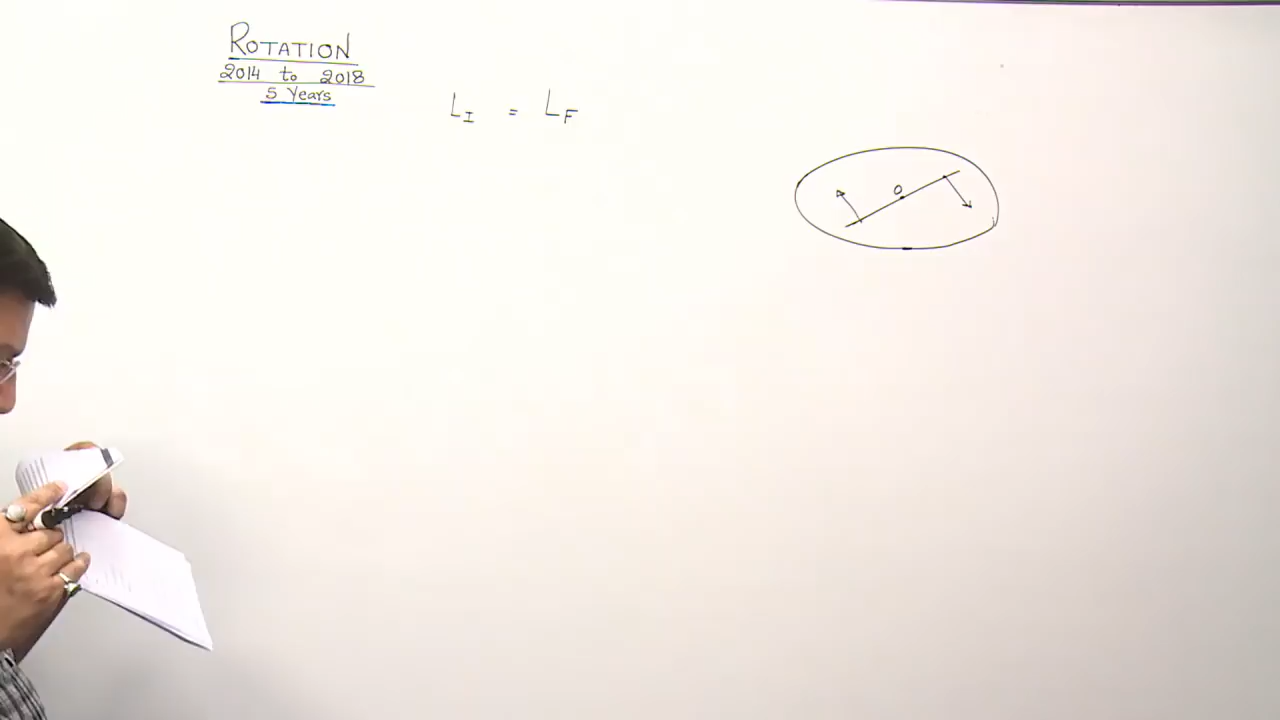 ROTATION
2014 to 2018
5 Years
L_I = L_F
O